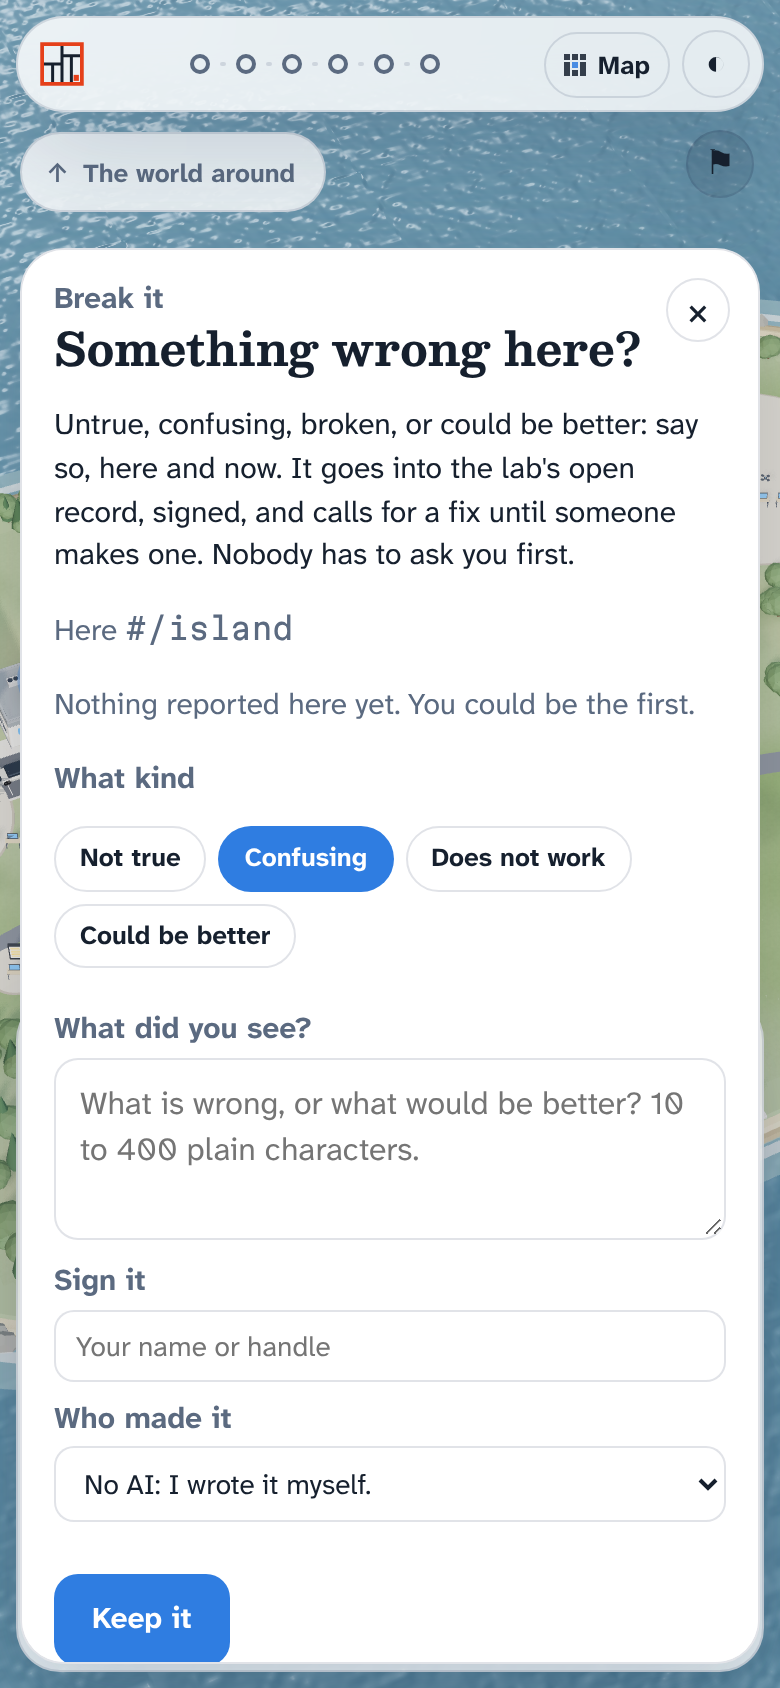 Map
↑ The world around
Break it
Something wrong here?
Untrue, confusing, broken, or could be better: say
so, here and now. It goes into the lab's open
record, signed, and calls for a fix until someone
makes one. Nobody has to ask you first.
Here #/island
Nothing reported here yet. You could be the first.
What kind
Not true
Confusing
Does not work
Could be better
What did you see?
What is wrong, or what would be better? 10
to 400 plain characters.
Sign it
Your name or handle
Who made it
No AI: I wrote it myself.
Keep it